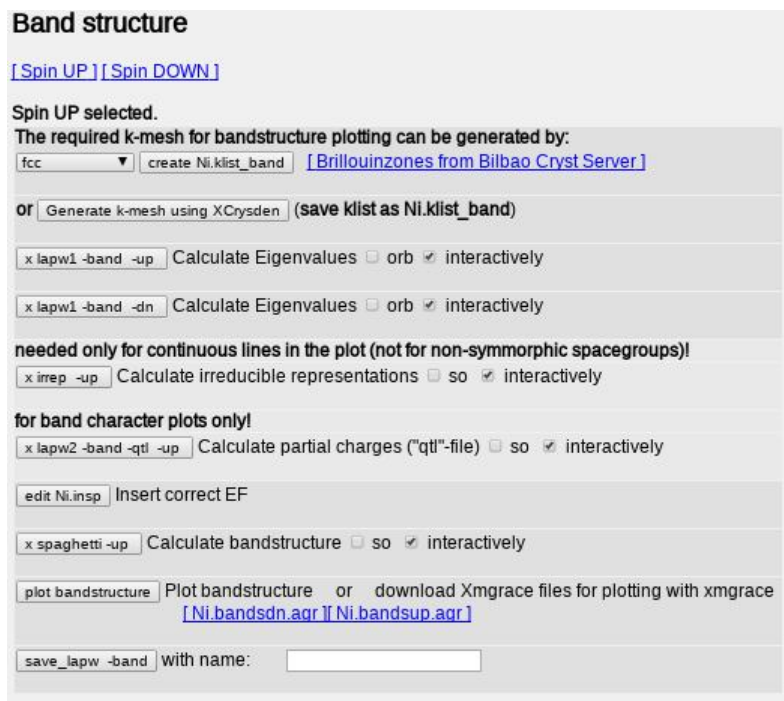 Band structure
[ Spin UP ] [ Spin DOWN ]
Spin UP selected.
The required k-mesh for bandstructure plotting can be generated by:
fcc create Ni.klist_band [ Brillouinzones from Bilbao Cryst Server ]
or Generate k-mesh using XCrysden (save klist as Ni.klist_band)
x lapw1 -band -up Calculate Eigenvalues orb interactively
x lapw1 -band -dn Calculate Eigenvalues orb interactively
needed only for continuous lines in the plot (not for non-symmorphic spacegroups)!
x irrep -up Calculate irreducible representations so interactively
for band character plots only!
x lapw2 -band -qtl -up Calculate partial charges ("qtl"-file) so interactively
edit Ni.insp Insert correct EF
x spaghetti -up Calculate bandstructure so interactively
plot bandstructure Plot bandstructure or download Xmgrace files for plotting with xmgrace
[ Ni.bandsdn.agr ][ Ni.bandsup.agr ]
save_lapw -band with name: